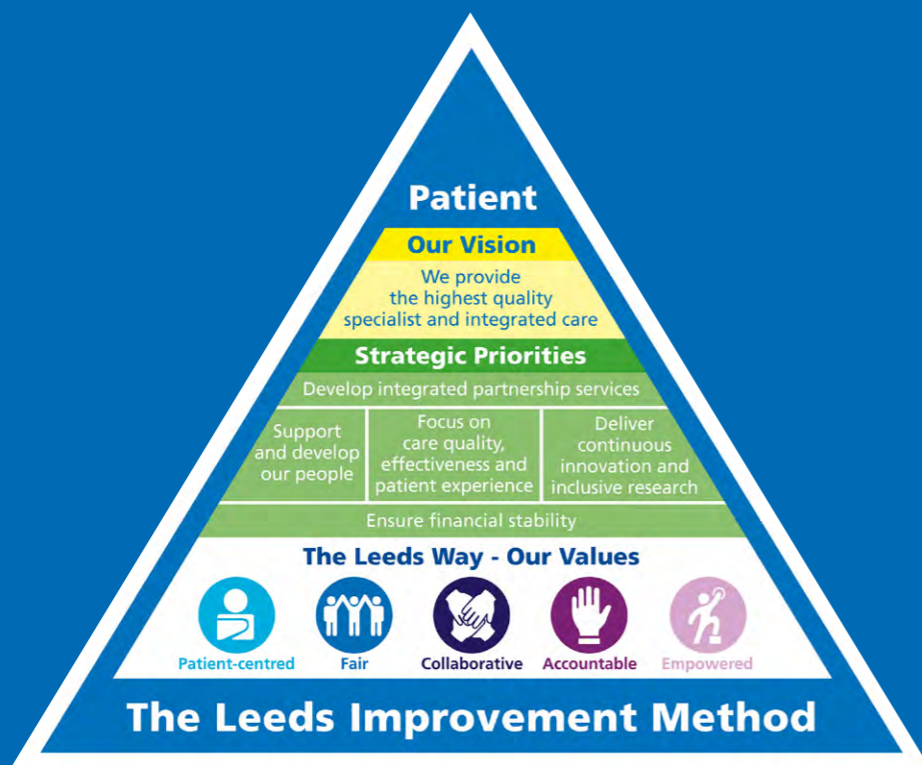 Patient
Our Vision
We provide
the highest quality
specialist and integrated care
Strategic Priorities
Develop integrated partnership services
Support
and develop
our people
Focus on
care quality,
effectiveness and
patient experience
Deliver
continuous
innovation and
inclusive research
Ensure financial stability
The Leeds Way - Our Values
Patient-centred
Fair
Collaborative
Accountable
Empowered
The Leeds Improvement Method